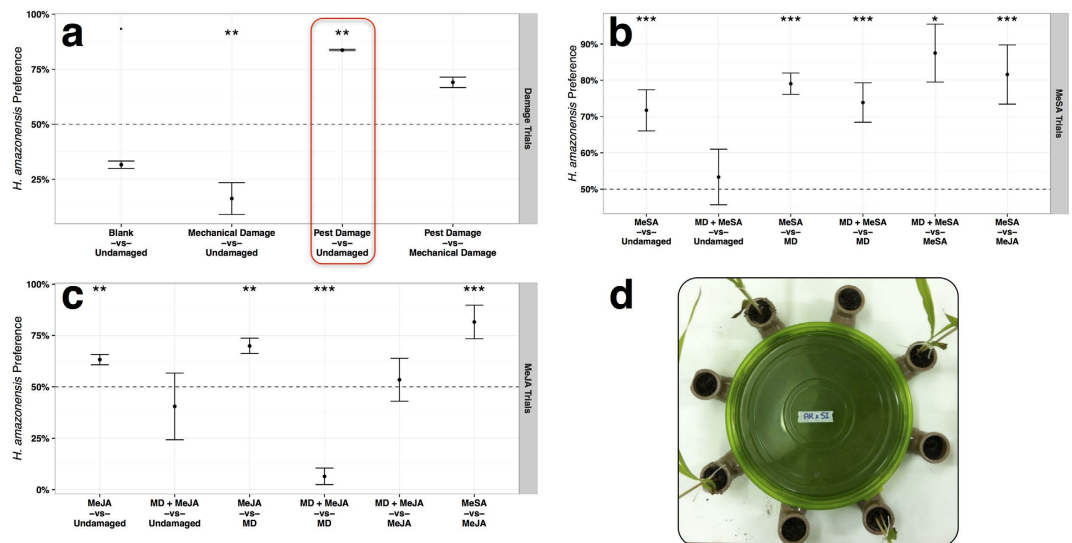 a
H. amazonensis Preference
100%
75%
50%
25%
**
**
Blank
–vs–
Undamaged
Mechanical Damage
–vs–
Undamaged
Pest Damage
–vs–
Undamaged
Pest Damage
–vs–
Mechanical Damage
Damage Trials
b
H. amazonensis Preference
90%
80%
70%
60%
50%
***
***
***
*
***
MeSA
–vs–
Undamaged
MD + MeSA
–vs–
Undamaged
MeSA
–vs–
MD
MD + MeSA
–vs–
MD
MD + MeSA
–vs–
MeSA
MeSA
–vs–
MeJA
MeSA Trials
c
H. amazonensis Preference
100%
75%
50%
25%
0%
**
**
***
***
MeJA
–vs–
Undamaged
MD + MeJA
–vs–
Undamaged
MeJA
–vs–
MD
MD + MeJA
–vs–
MD
MD + MeJA
–vs–
MeJA
MeSA
–vs–
MeJA
MeJA Trials
d